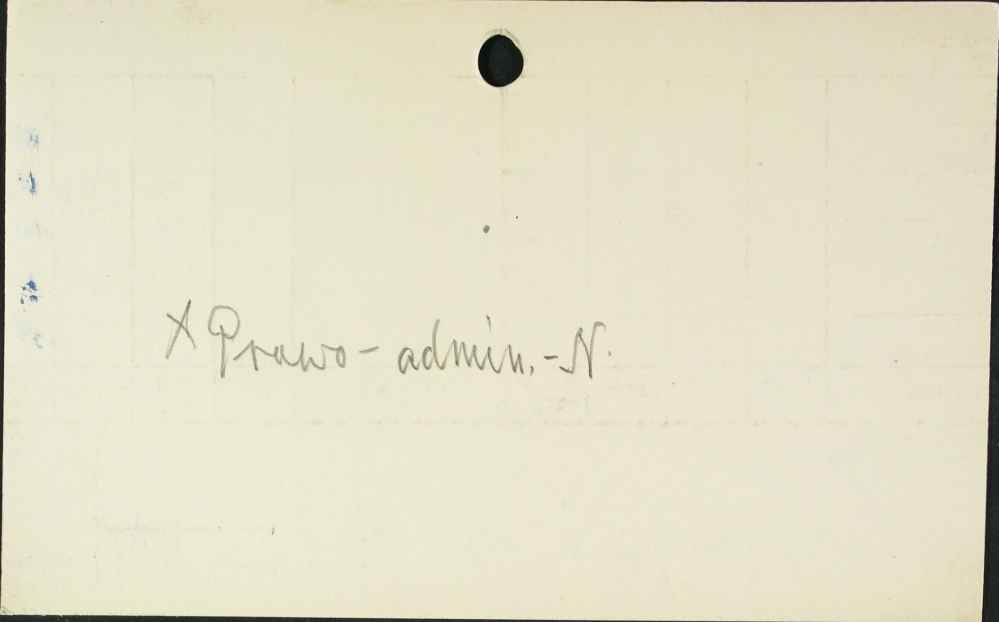 X Prawo - admin. - N.